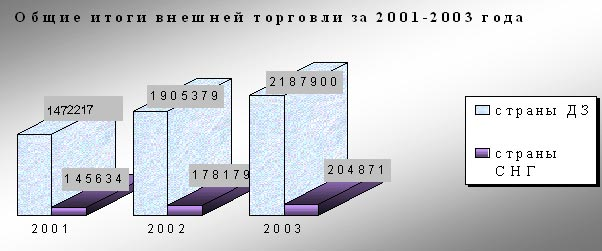 Общие итоги внешней торговли за 2001-2003 года
2187900
1905379
1472217
страны ДЗ
145634
178179
204871
страны
СНГ
2001
2002
2003